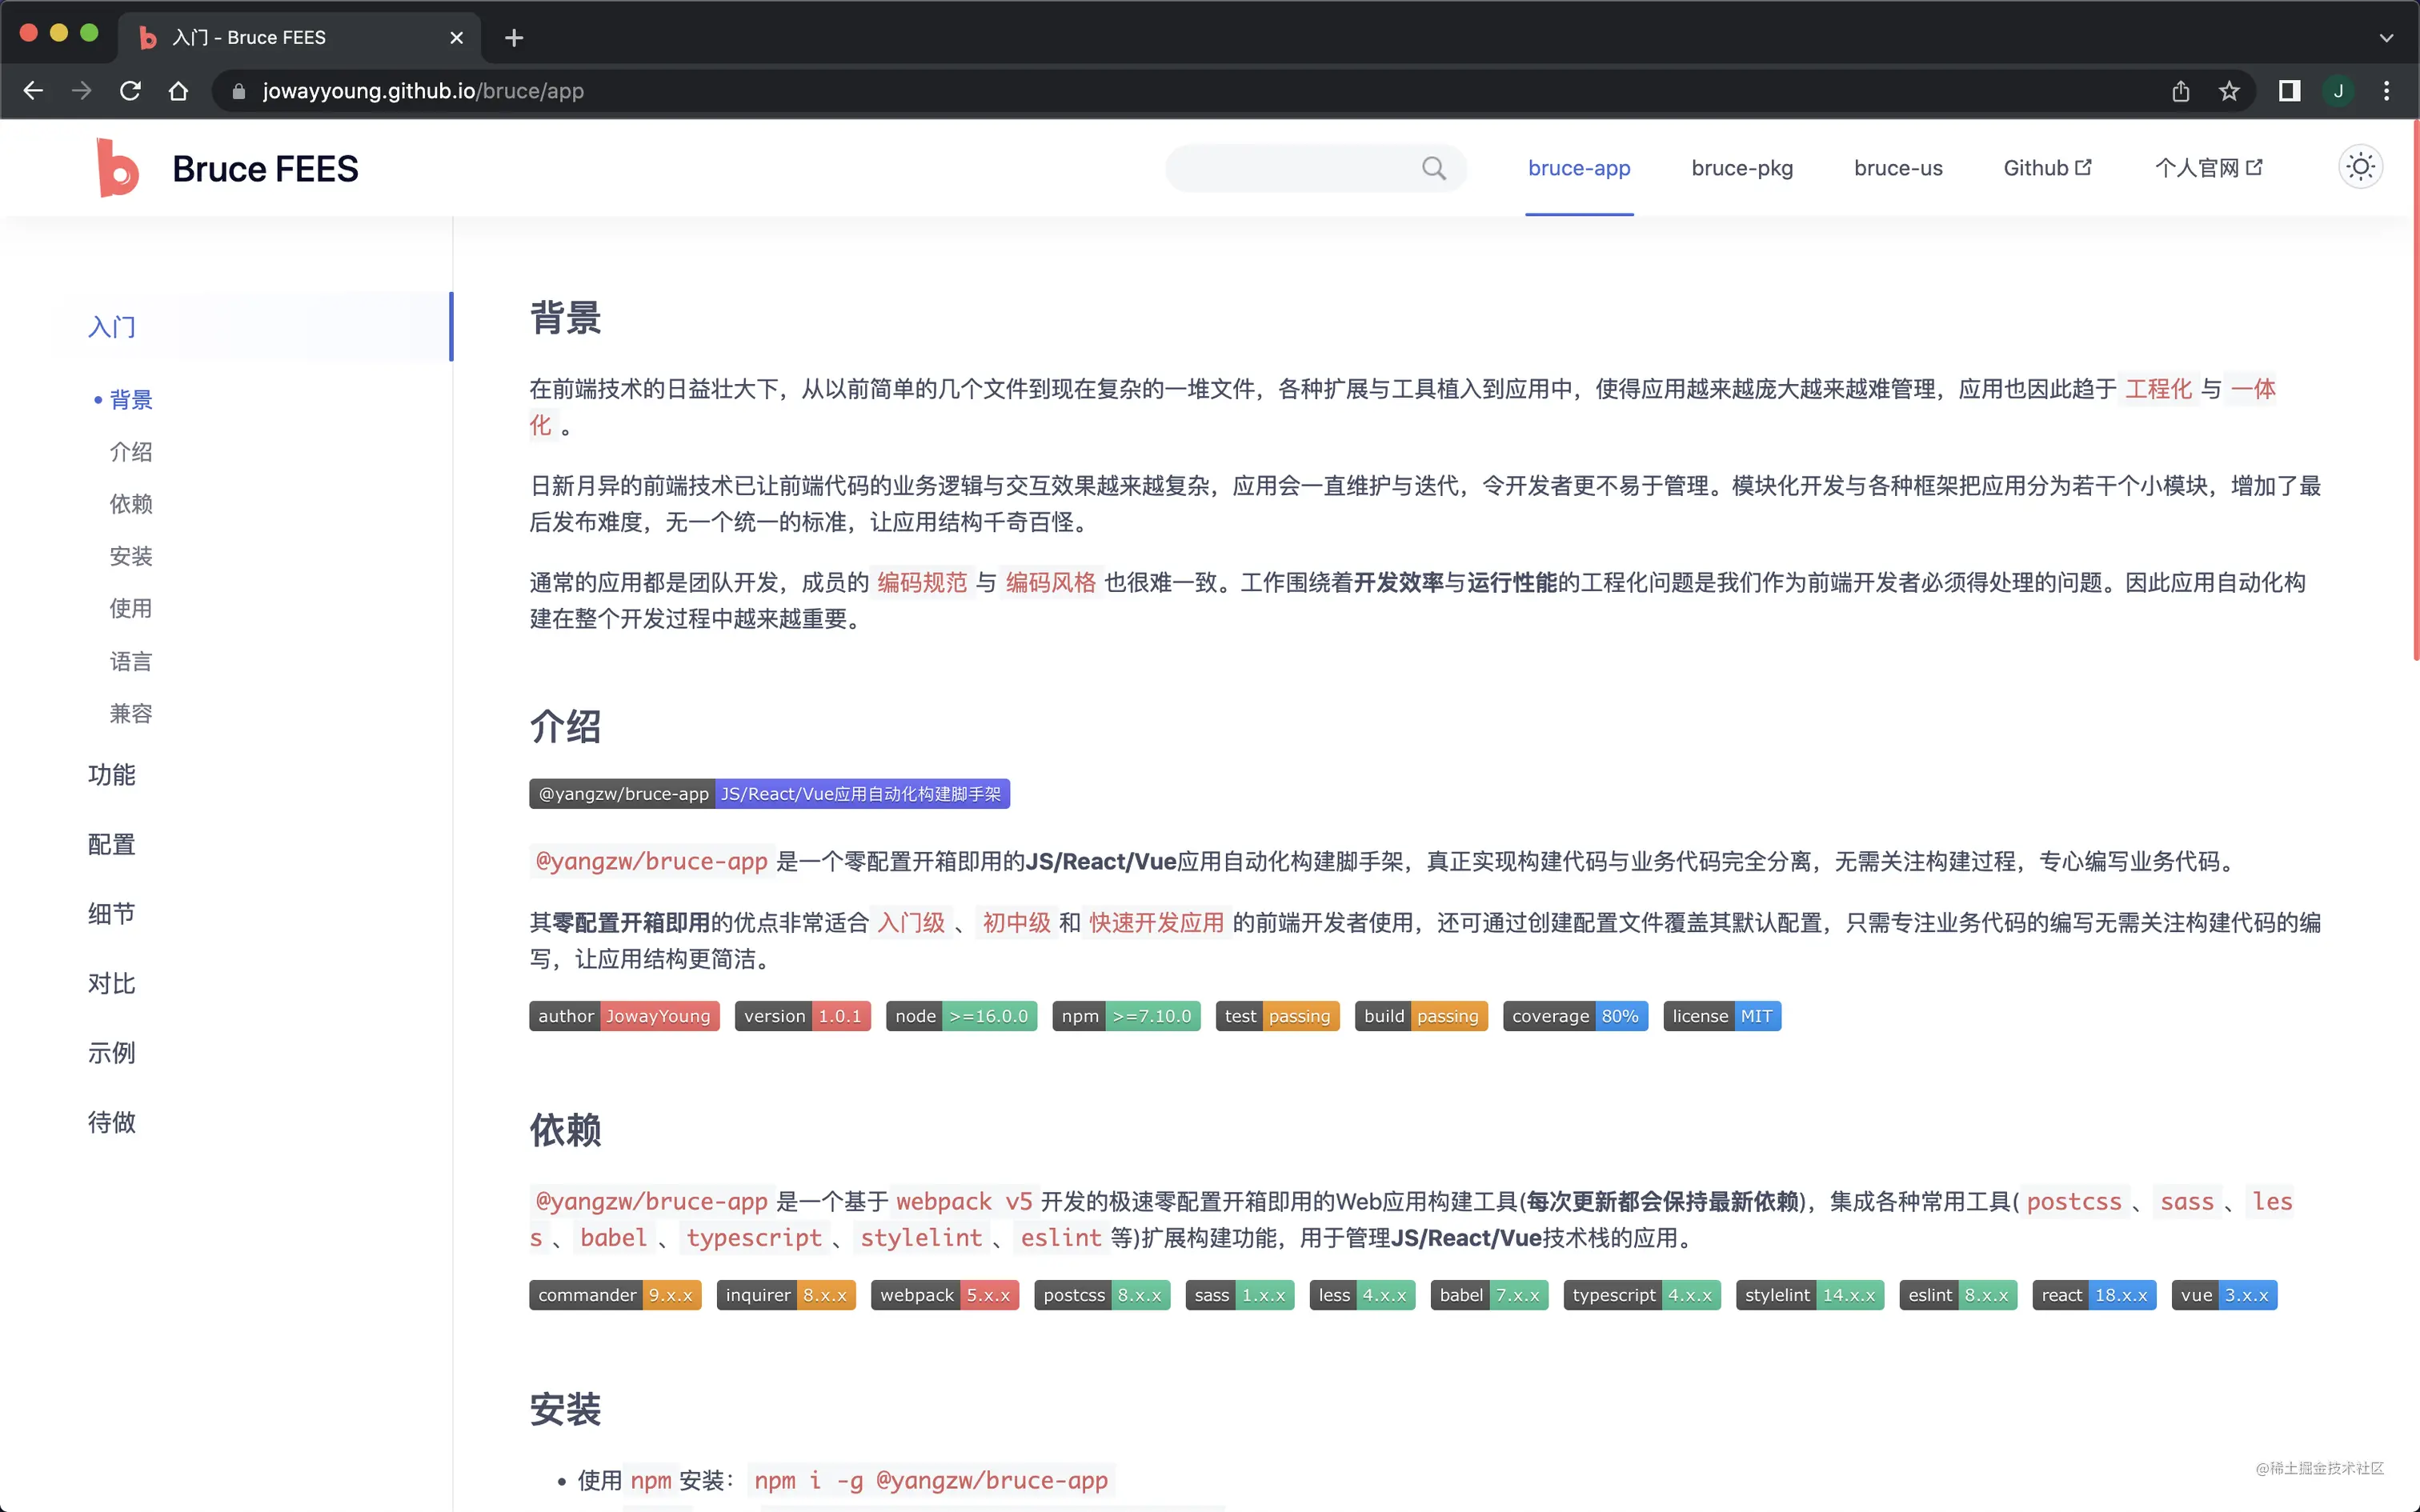 入门 - Bruce FEES
jowayyoung.github.io/bruce/app
J
Bruce FEES
bruce-app
bruce-pkg
bruce-us
Github
个人官网
入门
背景
介绍
依赖
安装
使用
语言
兼容
功能
配置
细节
对比
示例
待做
背景
在前端技术的日益壮大下，从以前简单的几个文件到现在复杂的一堆文件，各种扩展与工具植入到应用中，使得应用越来越庞大越来越难管理，应用也因此趋于 工程化 与 一体
化 。
日新月异的前端技术已让前端代码的业务逻辑与交互效果越来越复杂，应用会一直维护与迭代，令开发者更不易于管理。模块化开发与各种框架把应用分为若干个小模块，增加了最
后发布难度，无一个统一的标准，让应用结构千奇百怪。
通常的应用都是团队开发，成员的 编码规范 与 编码风格 也很难一致。工作围绕着开发效率与运行性能的工程化问题是我们作为前端开发者必须得处理的问题。因此应用自动化构
建在整个开发过程中越来越重要。
介绍
@yangzw/bruce-app JS/React/Vue应用自动化构建脚手架
@yangzw/bruce-app 是一个零配置开箱即用的JS/React/Vue应用自动化构建脚手架，真正实现构建代码与业务代码完全分离，无需关注构建过程，专心编写业务代码。
其零配置开箱即用的优点非常适合 入门级 、 初中级 和 快速开发应用 的前端开发者使用，还可通过创建配置文件覆盖其默认配置，只需专注业务代码的编写无需关注构建代码的编
写，让应用结构更简洁。
author JowayYoung version 1.0.1 node >=16.0.0 npm >=7.10.0 test passing build passing coverage 80% license MIT
依赖
@yangzw/bruce-app 是一个基于 webpack v5 开发的极速零配置开箱即用的Web应用构建工具(每次更新都会保持最新依赖)，集成各种常用工具( postcss 、 sass 、 les
s 、 babel 、 typescript 、 stylelint 、 eslint 等)扩展构建功能，用于管理JS/React/Vue技术栈的应用。
commander 9.x.x inquirer 8.x.x webpack 5.x.x postcss 8.x.x sass 1.x.x less 4.x.x babel 7.x.x typescript 4.x.x stylelint 14.x.x eslint 8.x.x react 18.x.x vue 3.x.x
安装
• 使用 npm 安装： npm i -g @yangzw/bruce-app
@稀土掘金技术社区